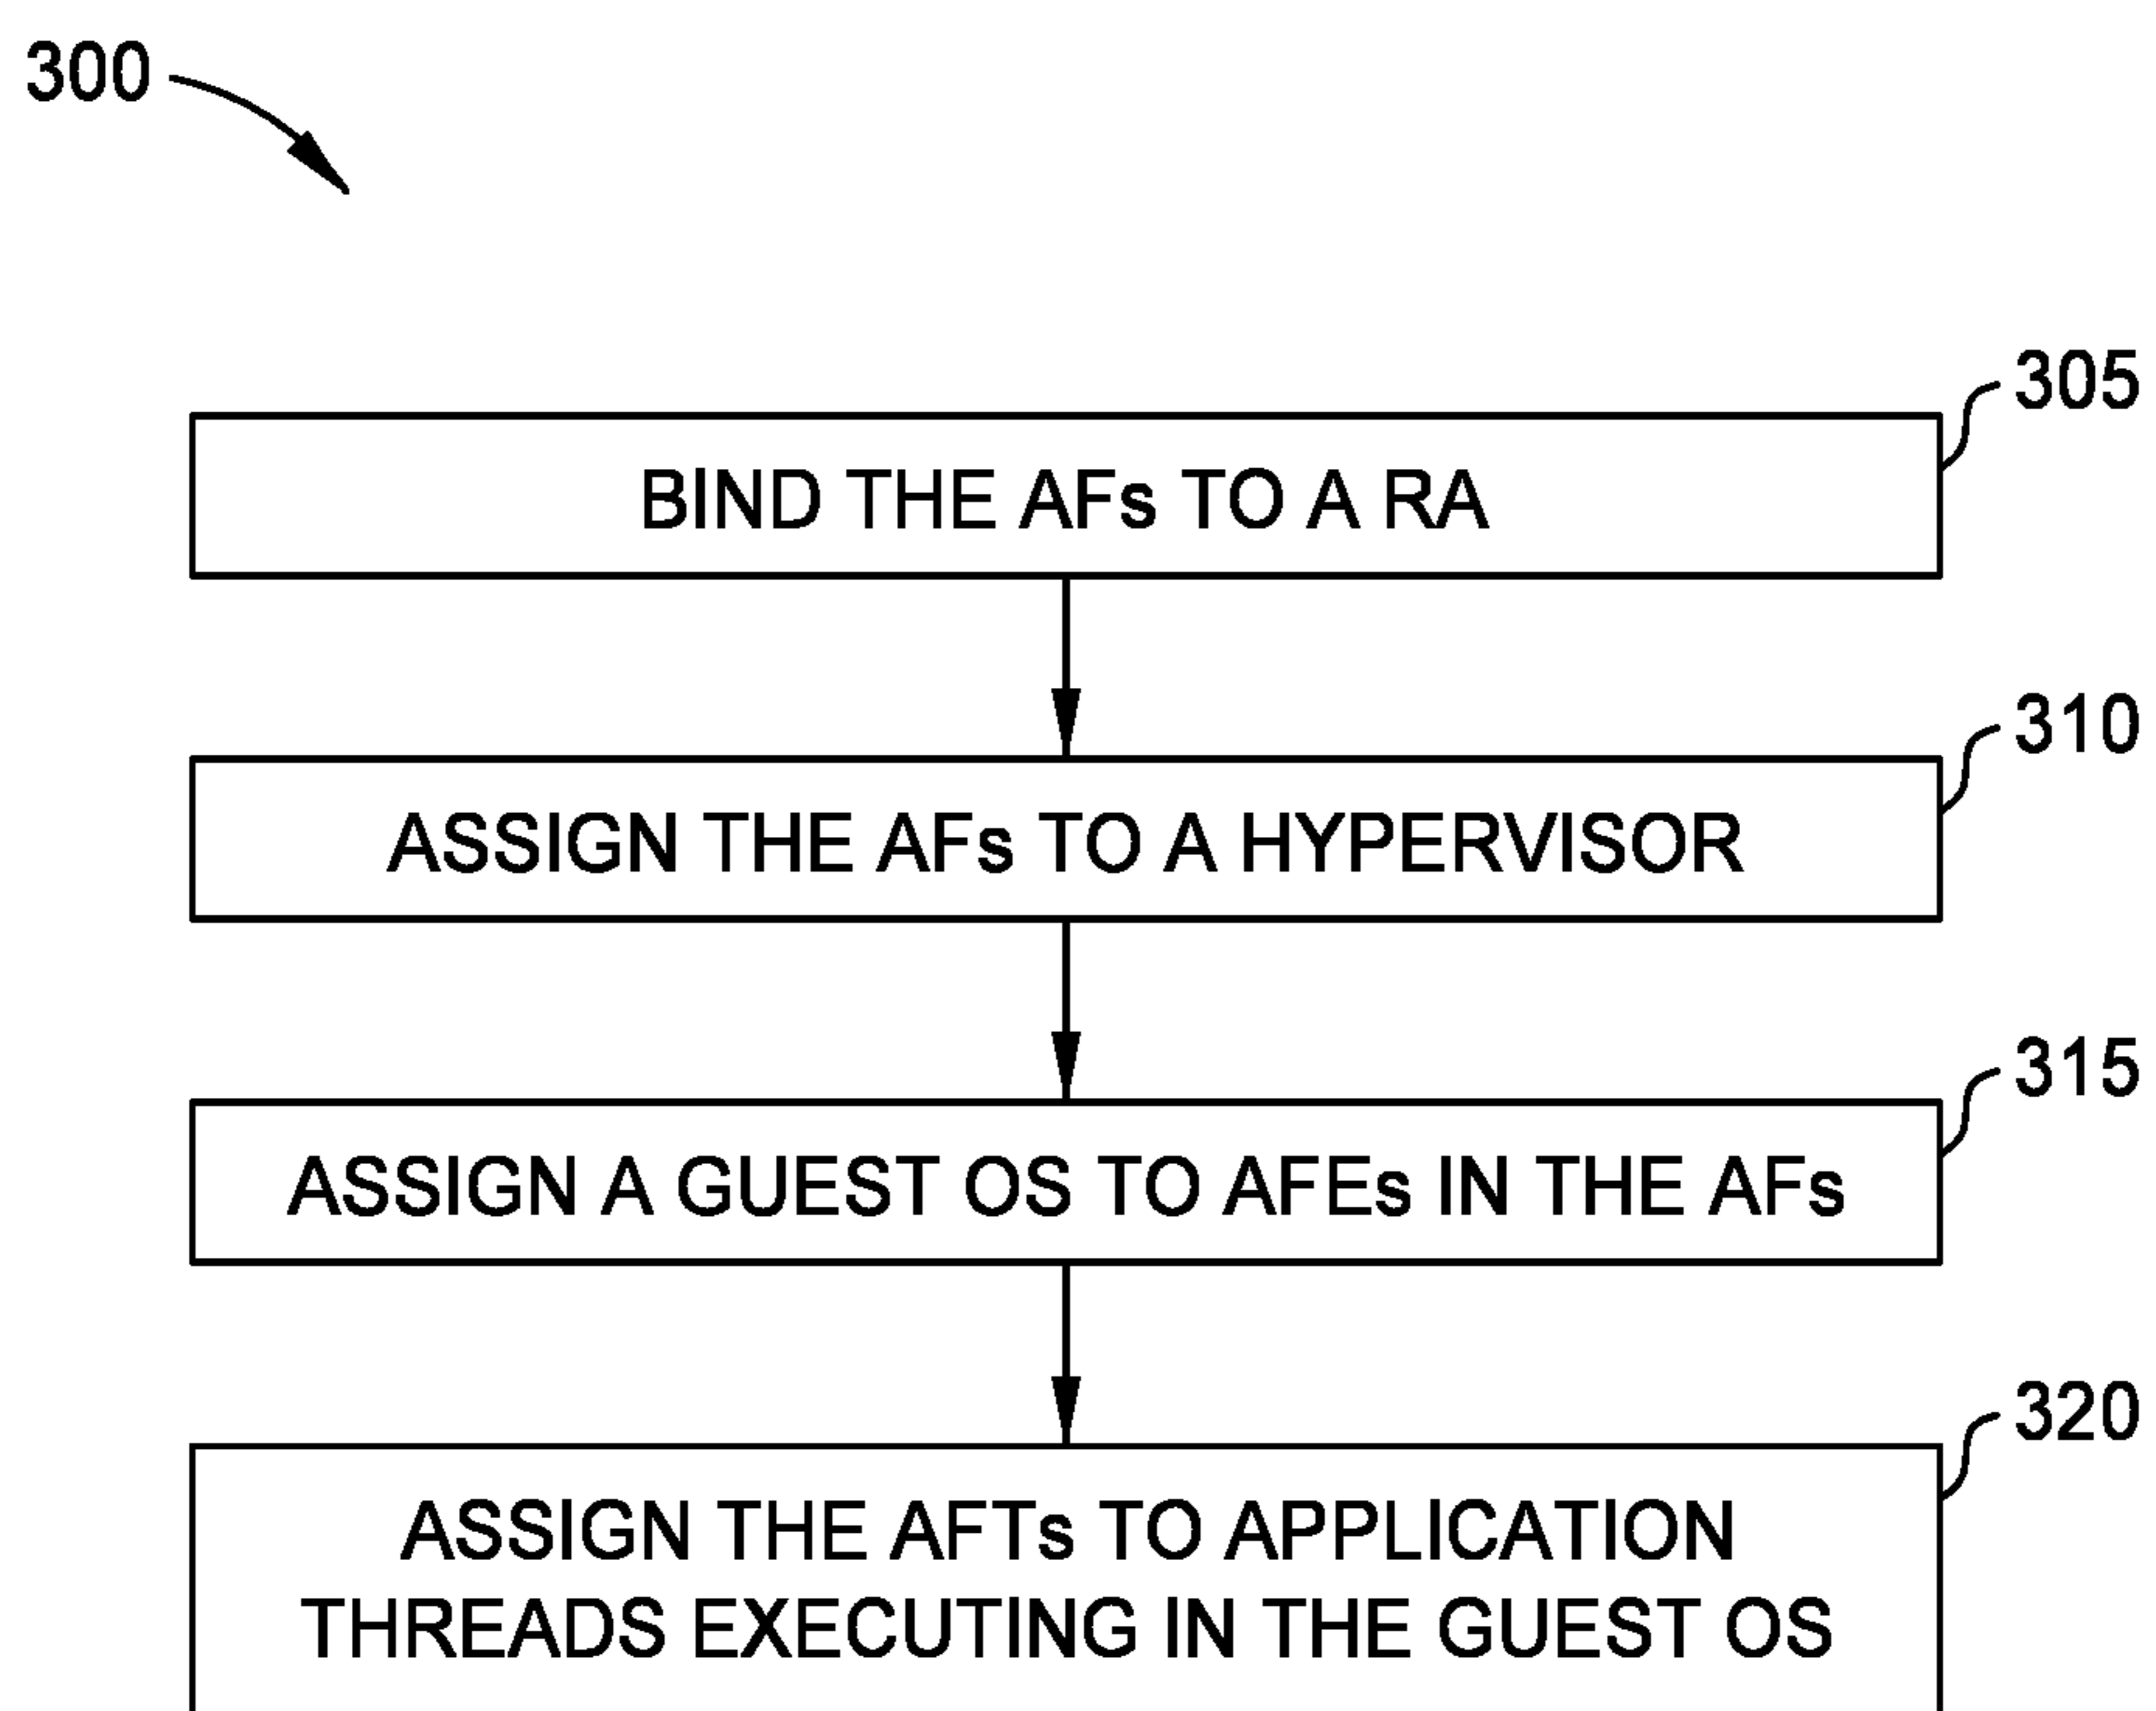 300
305
BIND THE AFs TO A RA
310
ASSIGN THE AFs TO A HYPERVISOR
315
ASSIGN A GUEST OS TO AFEs IN THE AFs
320
ASSIGN THE AFTs TO APPLICATION
THREADS EXECUTING IN THE GUEST OS